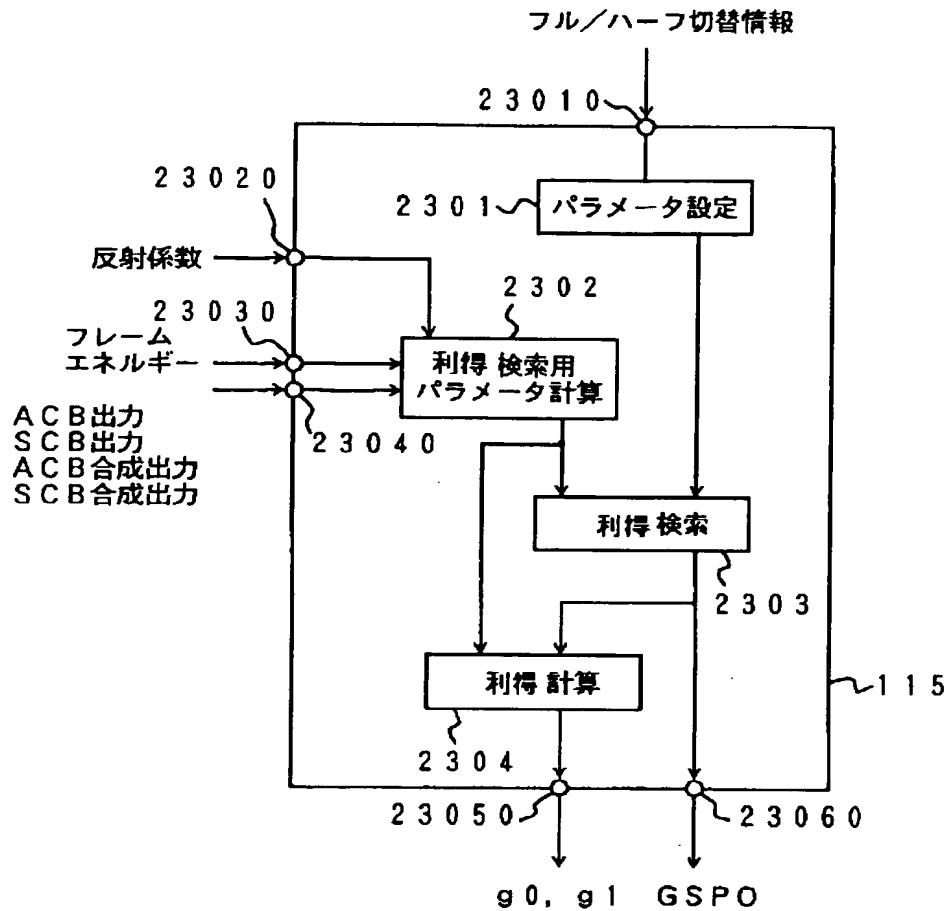 フル／ハーフ切替情報
２３０１０
２３０２０
２３０１
パラメータ設定
反射係数
２３０２
２３０３０
フレーム
エネルギー
利得 検索用
パラメータ計算
ＡＣＢ出力
ＳＣＢ出力
ＡＣＢ合成出力
ＳＣＢ合成出力
２３０４０
利得 検索
２３０３
利得 計算
１１５
２３０４
２３０５０
２３０６０
ｇ０，ｇ１
ＧＳＰＯ